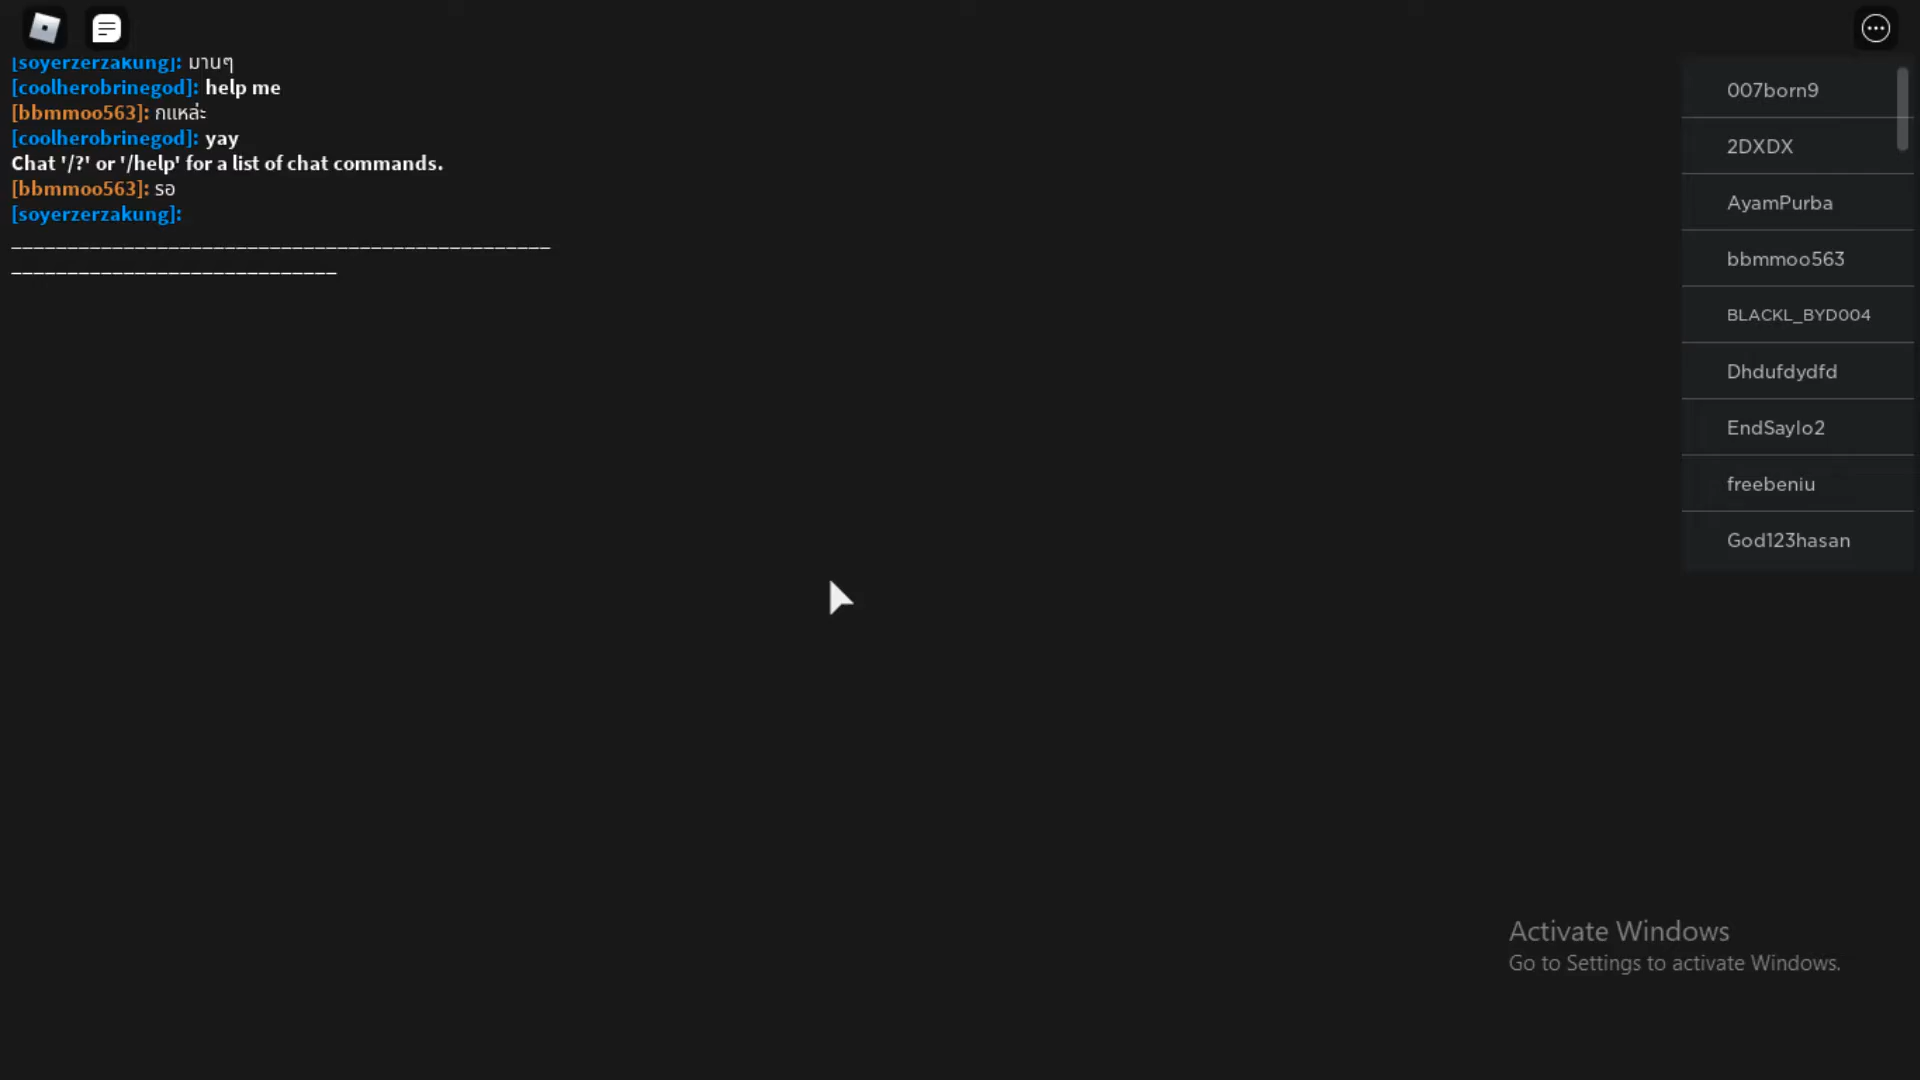 [soyerzerzakung]: มานๆ
[coolherobrinegod]: help me
[bbmmoo563]: กแหล่ะ
[coolherobrinegod]: yay
Chat '/?' or '/help' for a list of chat commands.
[bbmmoo563]: รอ
[soyerzerzakung]:
________________________________________________
_____________________________
007born9
2DXDX
AyamPurba
bbmmoo563
BLACKL_BYD004
Dhdufdydfd
EndSaylo2
freebeniu
God123hasan
Activate Windows
Go to Settings to activate Windows.